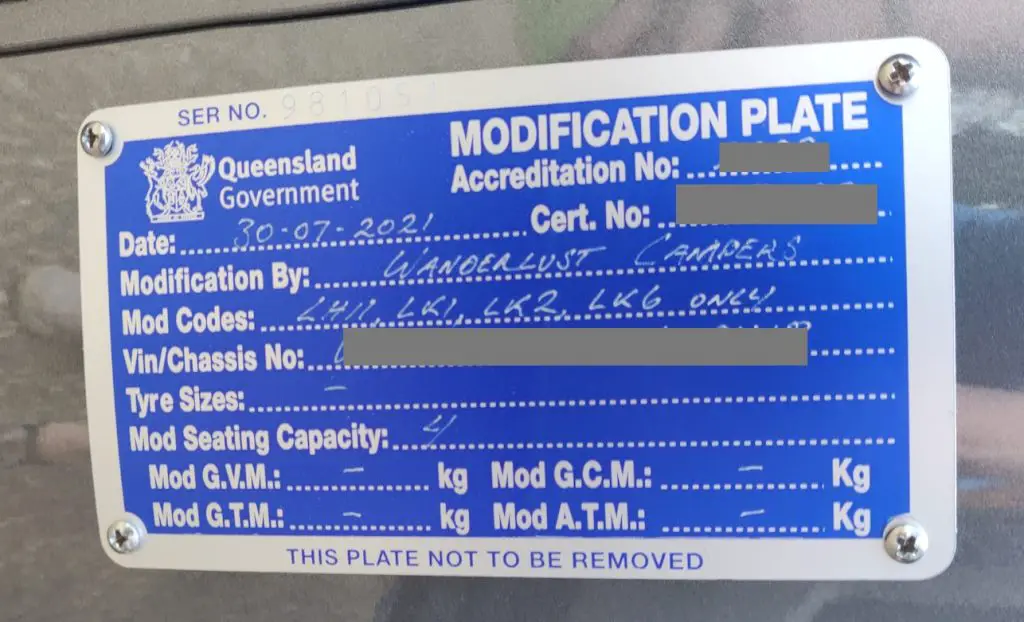 SER NO. 98105
MODIFICATION PLATE
Queensland
Government
Accreditation No:
Cert. No:
Date: 30-07-2021
Modification By: WANDERLUST CAMPERS
Mod Codes: LH11, LK1, LK2, LK6 ONLY
Vin/Chassis No:
Tyre Sizes: -
Mod Seating Capacity: 4
Mod G.V.M.: - kg Mod G.C.M.: - Kg
Mod G.T.M.: - kg Mod A.T.M.: - Kg
THIS PLATE NOT TO BE REMOVED